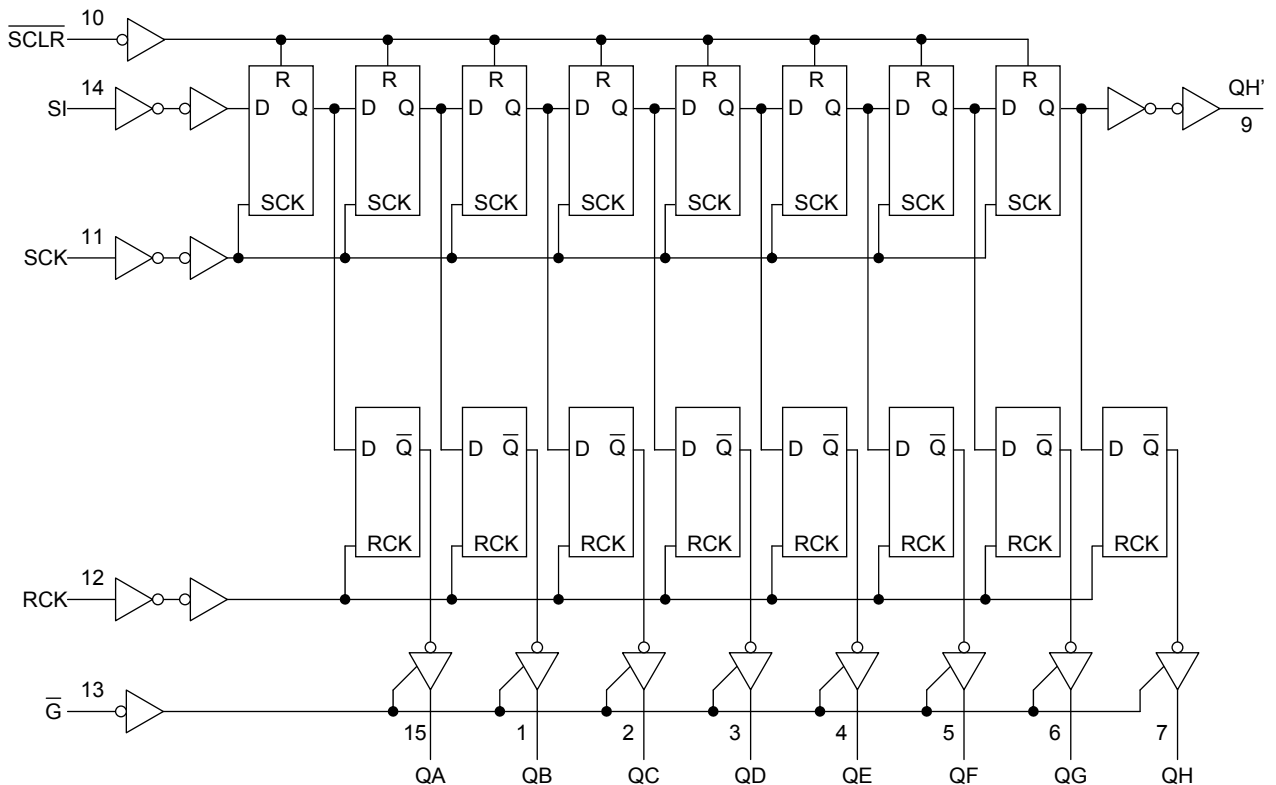 10
SCLR
R R R R R R R R
14
SI
D Q D Q D Q D Q D Q D Q D Q D Q
QH’
9
SCK SCK SCK SCK SCK SCK SCK SCK
11
SCK
D Q D Q D Q D Q D Q D Q D Q D Q
RCK RCK RCK RCK RCK RCK RCK RCK
12
RCK
13
G
15 1 2 3 4 5 6 7
QA QB QC QD QE QF QG QH